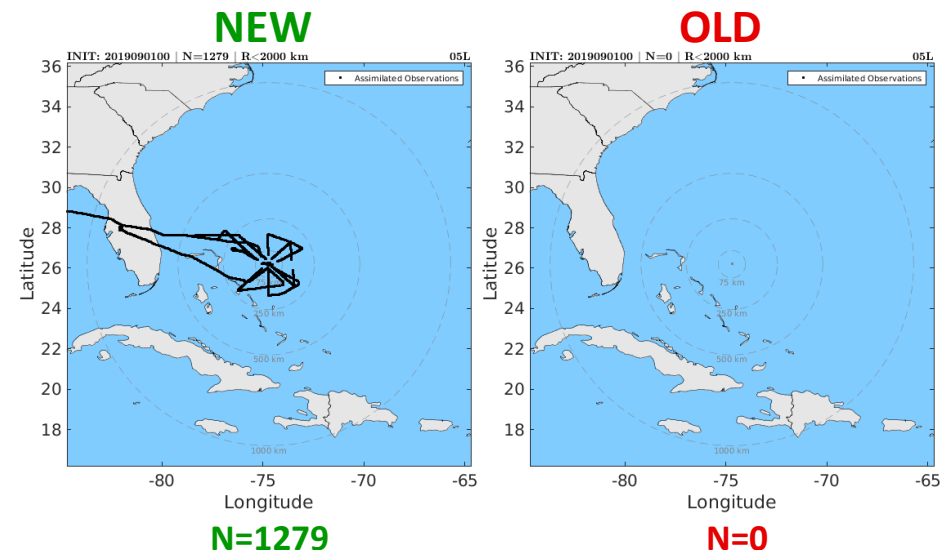 NEW
INIT: 2019090100 | N=1279 | R<2000 km 05L
Assimilated Observations
36
34
32
30
28
26
24
22
20
18
Latitude
250 km
500 km
1000 km
-80 -75 -70 -65
Longitude
N=1279
OLD
INIT: 2019090100 | N=0 | R<2000 km 05L
Assimilated Observations
36
34
32
30
28
26
24
22
20
18
Latitude
75 km
250 km
500 km
1000 km
-80 -75 -70 -65
Longitude
N=0